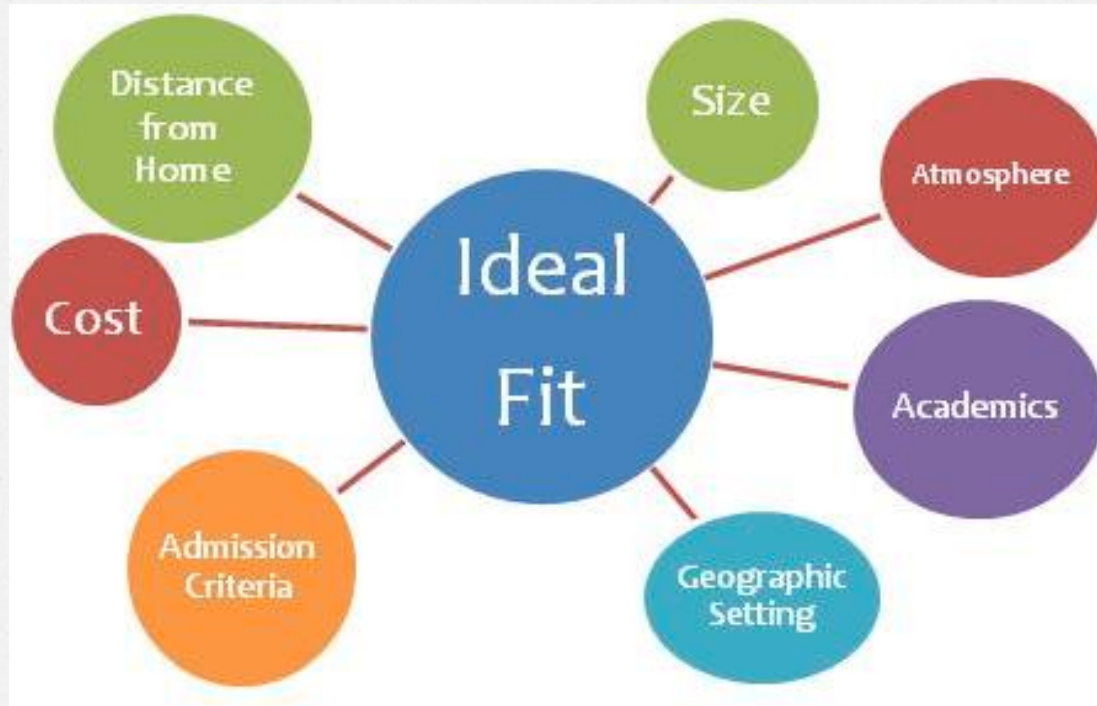 Distance
from
Home
Size
Atmosphere
Ideal
Fit
Cost
Academics
Admission
Criteria
Geographic
Setting